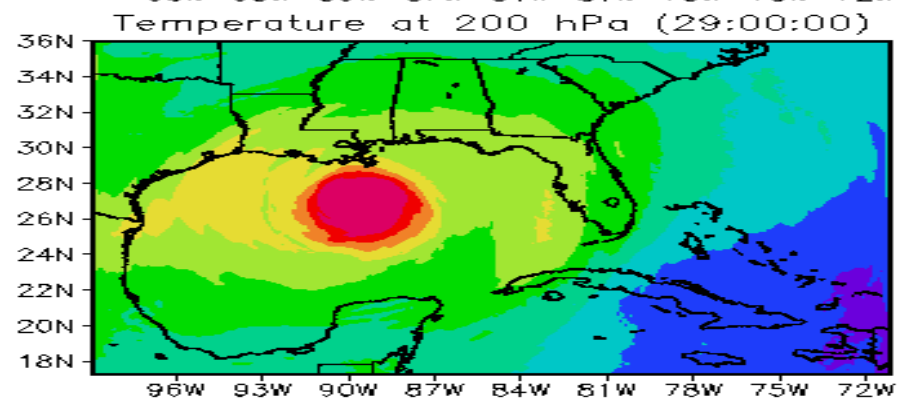 Temperature at 200 hPa (29:00:00)
36N
34N
32N
30N
28N
26N
24N
22N
20N
18N
96W 93W 90W 87W 84W 81W 78W 75W 72W